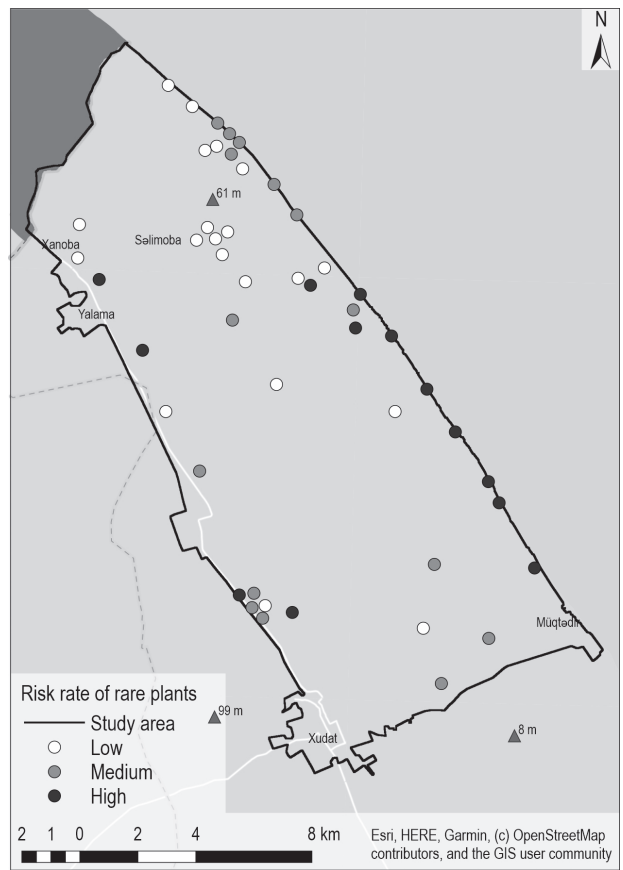 N
61 m
Xanoba
Səlimoba
Yalama
Müqtədir
Risk rate of rare plants
Study area
Low
Medium
High
99 m
8 m
Xudat
2 1 0 2 4 8 km
Esri, HERE, Garmin, (c) OpenStreetMap
contributors, and the GIS user community